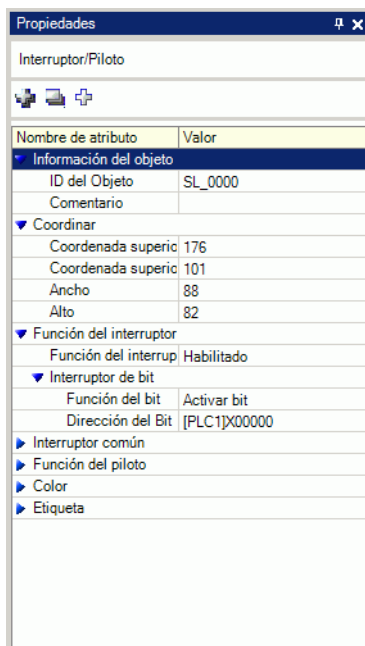 Propiedades
Interruptor/Piloto
Nombre de atributo Valor
Información del objeto
ID del Objeto SL_0000
Comentario
Coordinar
Coordenada superic 176
Coordenada superic 101
Ancho 88
Alto 82
Función del interruptor
Función del interrup Habilitado
Interruptor de bit
Función del bit Activar bit
Dirección del Bit [PLC1]X00000
Interruptor común
Función del piloto
Color
Etiqueta